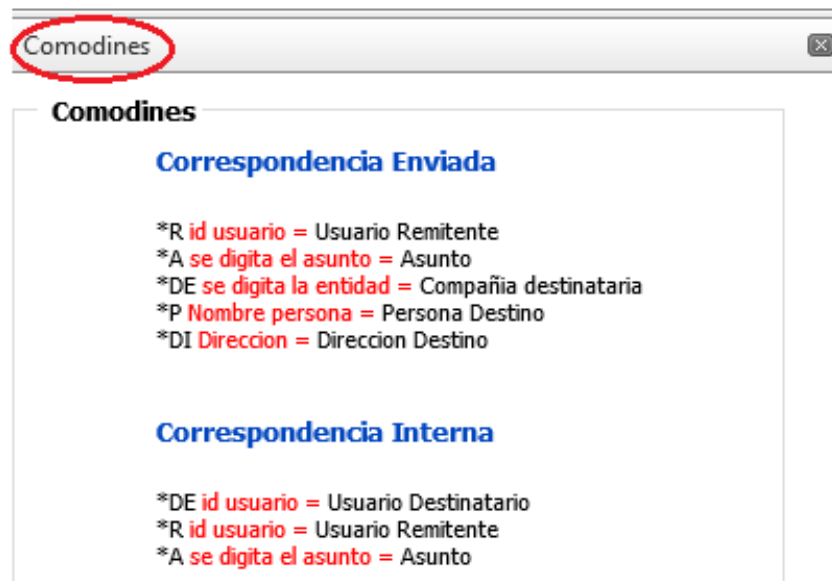 Comodines
Comodines
Correspondencia Enviada
*R id usuario = Usuario Remitente
*A se digita el asunto = Asunto
*DE se digita la entidad = Compañia destinataria
*P Nombre persona = Persona Destino
*DI Direccion = Direccion Destino
Correspondencia Interna
*DE id usuario = Usuario Destinatario
*R id usuario = Usuario Remitente
*A se digita el asunto = Asunto